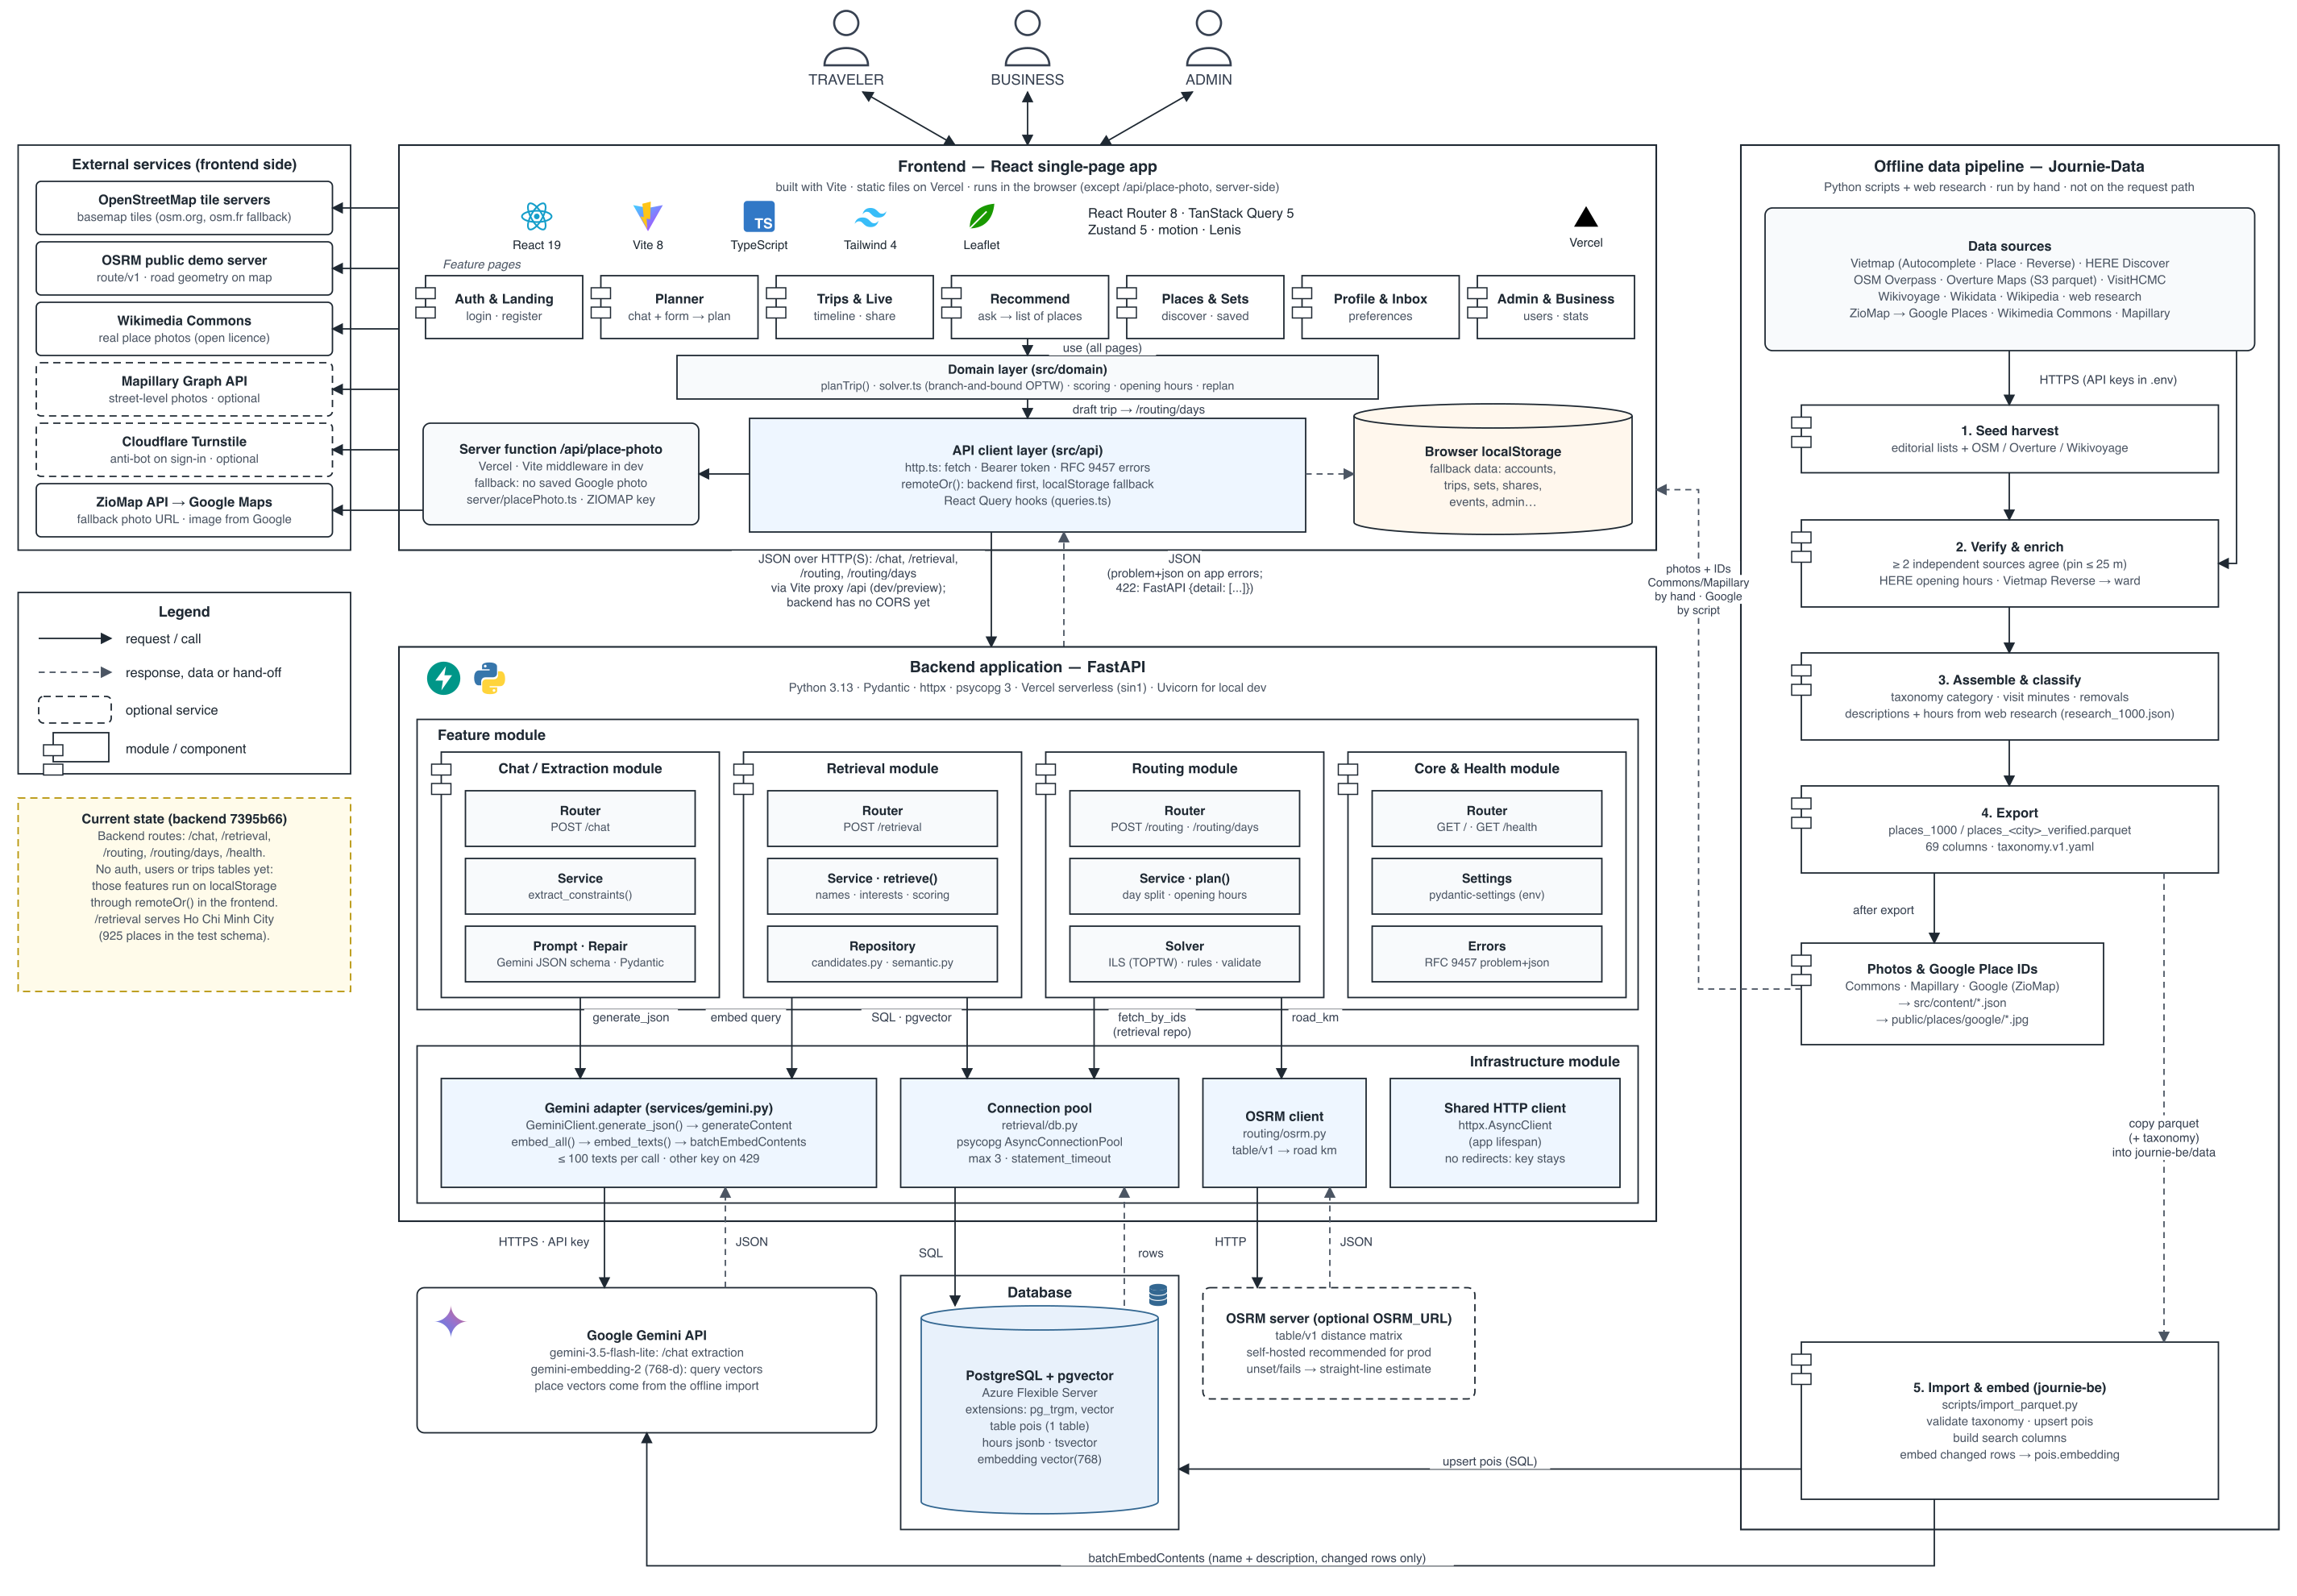 TRAVELER
BUSINESS
ADMIN
External services (frontend side)
OpenStreetMap tile servers
basemap tiles (osm.org, osm.fr fallback)
OSRM public demo server
route/v1 · road geometry on map
Wikimedia Commons
real place photos (open licence)
Mapillary Graph API
street-level photos · optional
Cloudflare Turnstile
anti-bot on sign-in · optional
ZioMap API → Google Maps
fallback photo URL · image from Google
Frontend — React single-page app
built with Vite · static files on Vercel · runs in the browser (except /api/place-photo, server-side)
React 19
Vite 8
TS
TypeScript
Tailwind 4
Leaflet
React Router 8 · TanStack Query 5
Zustand 5 · motion · Lenis
Vercel
Feature pages
Auth & Landing
login · register
Planner
chat + form → plan
Trips & Live
timeline · share
Recommend
ask → list of places
Places & Sets
discover · saved
Profile & Inbox
preferences
Admin & Business
users · stats
use (all pages)
Domain layer (src/domain)
planTrip() · solver.ts (branch-and-bound OPTW) · scoring · opening hours · replan
draft trip → /routing/days
Server function /api/place-photo
Vercel · Vite middleware in dev
fallback: no saved Google photo
server/placePhoto.ts · ZIOMAP key
API client layer (src/api)
http.ts: fetch · Bearer token · RFC 9457 errors
remoteOr(): backend first, localStorage fallback
React Query hooks (queries.ts)
Browser localStorage
fallback data: accounts,
trips, sets, shares,
events, admin…
JSON over HTTP(S): /chat, /retrieval,
/routing, /routing/days
via Vite proxy /api (dev/preview);
backend has no CORS yet
JSON
(problem+json on app errors;
422: FastAPI {detail: [...]})
photos + IDs
Commons/Mapillary
by hand · Google
by script
Legend
request / call
response, data or hand-off
optional service
module / component
Current state (backend 7395b66)
Backend routes: /chat, /retrieval,
/routing, /routing/days, /health.
No auth, users or trips tables yet:
those features run on localStorage
through remoteOr() in the frontend.
/retrieval serves Ho Chi Minh City
(925 places in the test schema).
Backend application — FastAPI
Python 3.13 · Pydantic · httpx · psycopg 3 · Vercel serverless (sin1) · Uvicorn for local dev
Feature module
Chat / Extraction module
Router
POST /chat
Service
extract_constraints()
Prompt · Repair
Gemini JSON schema · Pydantic
Retrieval module
Router
POST /retrieval
Service · retrieve()
names · interests · scoring
Repository
candidates.py · semantic.py
Routing module
Router
POST /routing · /routing/days
Service · plan()
day split · opening hours
Solver
ILS (TOPTW) · rules · validate
Core & Health module
Router
GET / · GET /health
Settings
pydantic-settings (env)
Errors
RFC 9457 problem+json
generate_json
embed query
SQL · pgvector
fetch_by_ids
(retrieval repo)
road_km
Infrastructure module
Gemini adapter (services/gemini.py)
GeminiClient.generate_json() → generateContent
embed_all() → embed_texts() → batchEmbedContents
≤ 100 texts per call · other key on 429
Connection pool
retrieval/db.py
psycopg AsyncConnectionPool
max 3 · statement_timeout
OSRM client
routing/osrm.py
table/v1 → road km
Shared HTTP client
httpx.AsyncClient
(app lifespan)
no redirects: key stays
HTTPS · API key
JSON
SQL
rows
HTTP
JSON
Google Gemini API
gemini-3.5-flash-lite: /chat extraction
gemini-embedding-2 (768-d): query vectors
place vectors come from the offline import
Database
PostgreSQL + pgvector
Azure Flexible Server
extensions: pg_trgm, vector
table pois (1 table)
hours jsonb · tsvector
embedding vector(768)
OSRM server (optional OSRM_URL)
table/v1 distance matrix
self-hosted recommended for prod
unset/fails → straight-line estimate
Offline data pipeline — Journie-Data
Python scripts + web research · run by hand · not on the request path
Data sources
Vietmap (Autocomplete · Place · Reverse) · HERE Discover
OSM Overpass · Overture Maps (S3 parquet) · VisitHCMC
Wikivoyage · Wikidata · Wikipedia · web research
ZioMap → Google Places · Wikimedia Commons · Mapillary
HTTPS (API keys in .env)
1. Seed harvest
editorial lists + OSM / Overture / Wikivoyage
2. Verify & enrich
≥ 2 independent sources agree (pin ≤ 25 m)
HERE opening hours · Vietmap Reverse → ward
3. Assemble & classify
taxonomy category · visit minutes · removals
descriptions + hours from web research (research_1000.json)
4. Export
places_1000 / places_<city>_verified.parquet
69 columns · taxonomy.v1.yaml
after export
Photos & Google Place IDs
Commons · Mapillary · Google (ZioMap)
→ src/content/*.json
→ public/places/google/*.jpg
copy parquet
(+ taxonomy)
into journie-be/data
5. Import & embed (journie-be)
scripts/import_parquet.py
validate taxonomy · upsert pois
build search columns
embed changed rows → pois.embedding
upsert pois (SQL)
batchEmbedContents (name + description, changed rows only)